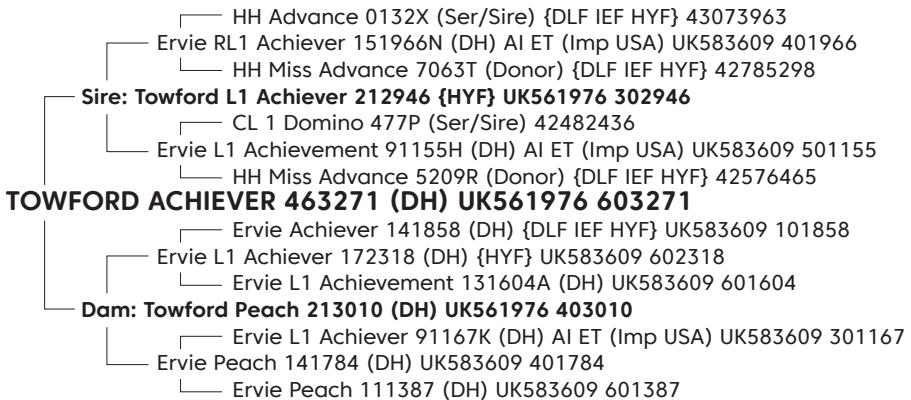 HH Advance 0132X (Ser/Sire) {DLF IEF HYF} 43073963
Ervie RL1 Achiever 151966N (DH) AI ET (Imp USA) UK583609 401966
HH Miss Advance 7063T (Donor) {DLF IEF HYF} 42785298
Sire: Towford L1 Achiever 212946 {HYF} UK561976 302946
CL 1 Domino 477P (Ser/Sire) 42482436
Ervie L1 Achievement 91155H (DH) AI ET (Imp USA) UK583609 501155
HH Miss Advance 5209R (Donor) {DLF IEF HYF} 42576465
TOWFORD ACHIEVER 463271 (DH) UK561976 603271
Ervie Achiever 141858 (DH) {DLF IEF HYF} UK583609 101858
Ervie L1 Achiever 172318 (DH) {HYF} UK583609 602318
Ervie L1 Achievement 131604A (DH) UK583609 601604
Dam: Towford Peach 213010 (DH) UK561976 403010
Ervie L1 Achiever 91167K (DH) AI ET (Imp USA) UK583609 301167
Ervie Peach 141784 (DH) UK583609 401784
Ervie Peach 111387 (DH) UK583609 601387